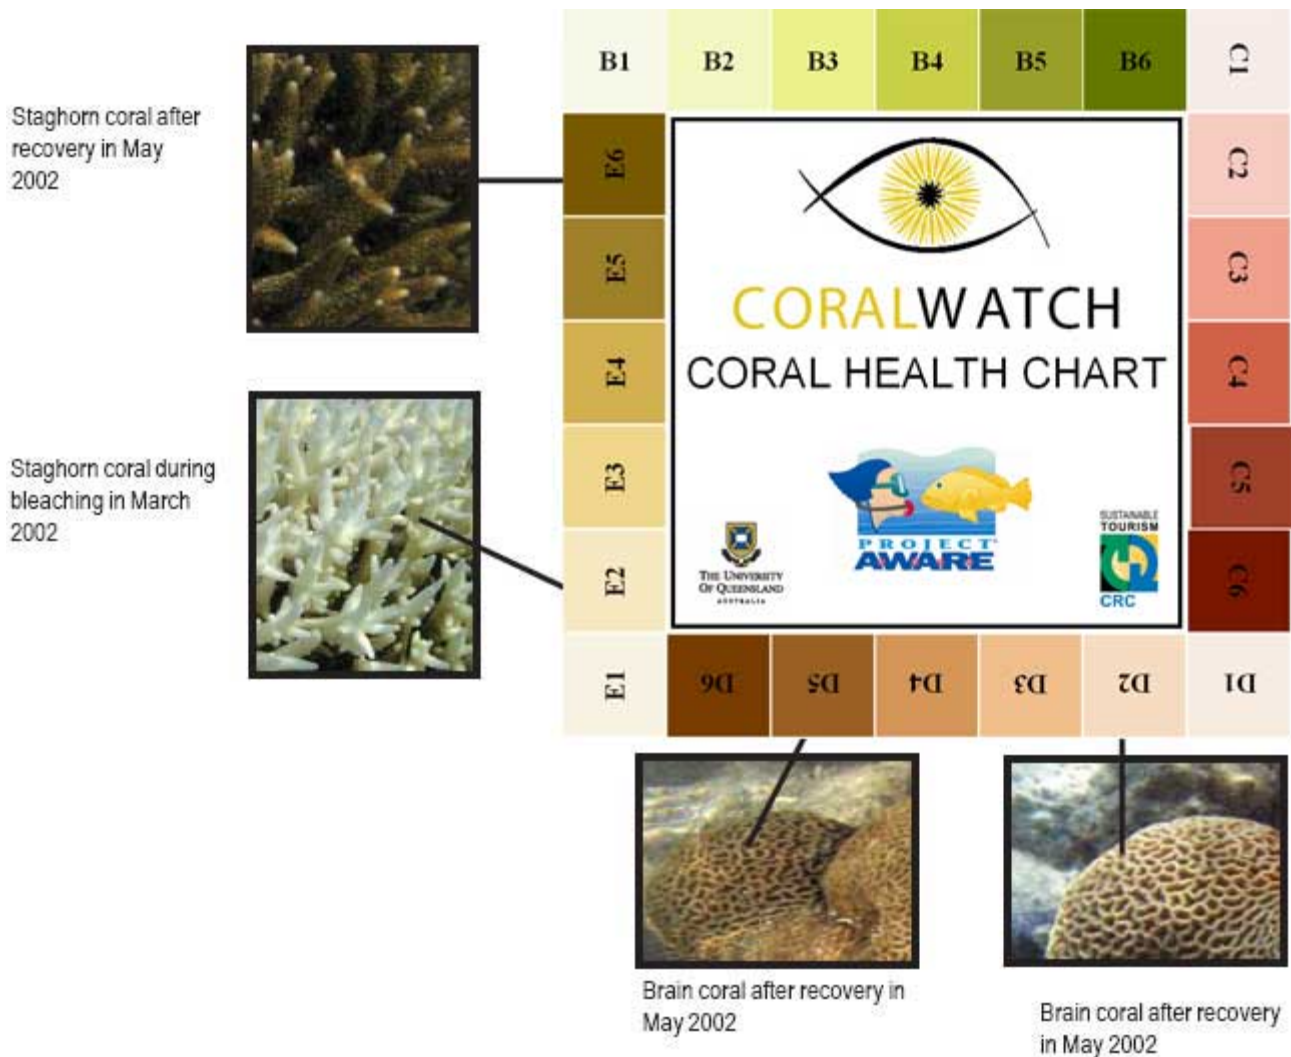 B1 B2 B3 B4 B5 B6 C1
Staghorn coral after
recovery in May
2002
E6
E5
E4
E3
E2
E1
C2
C3
C4
C5
C6
CORALWATCH
CORAL HEALTH CHART
Staghorn coral during
bleaching in March
2002
PROJECT
AWARE
THE UNIVERSITY
OF QUEENSLAND
AUSTRALIA
SUSTAINABLE
TOURISM
CRC
D6 D5 D4 D3 D2 D1
Brain coral after recovery in
May 2002
Brain coral after recovery
in May 2002